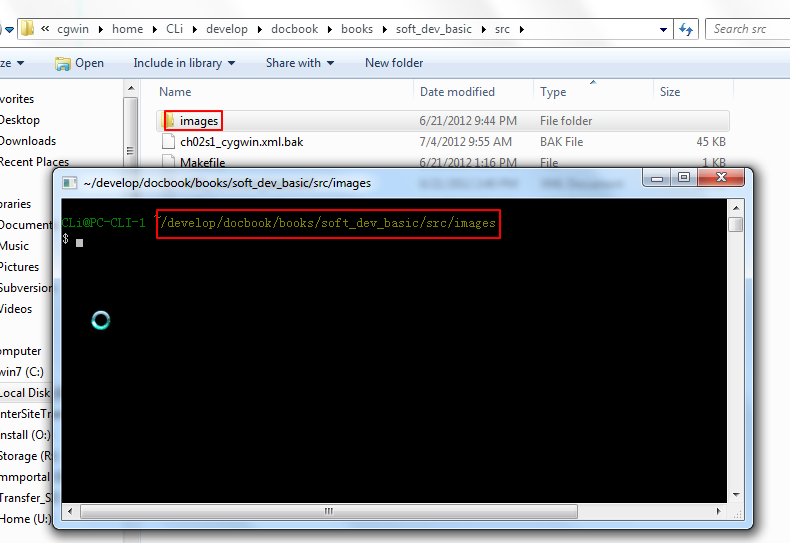 « cgwin ▸ home ▸ CLi ▸ develop ▸ docbook ▸ books ▸ soft_dev_basic ▸ src ▸
Search src
ze ▾ Open Include in library ▾ Share with ▾ New folder
Name Date modified Type Size
images 6/21/2012 9:44 PM File folder
ch02s1_cygwin.xml.bak 7/4/2012 9:55 AM BAK File 45 KB
Makefile 6/21/2012 1:16 PM File 1 KB
vorites
Desktop
Downloads
Recent Places
braries
Document
Music
Pictures
Subversion
Videos
omputer
win7 (C:)
Local Disk
nterSiteTra
nstall (O:)
Storage (R:
mmportal
Transfer_S
Home (U:)
~/develop/docbook/books/soft_dev_basic/src/images
CLi@PC-CLI-1 ~/develop/docbook/books/soft_dev_basic/src/images
$